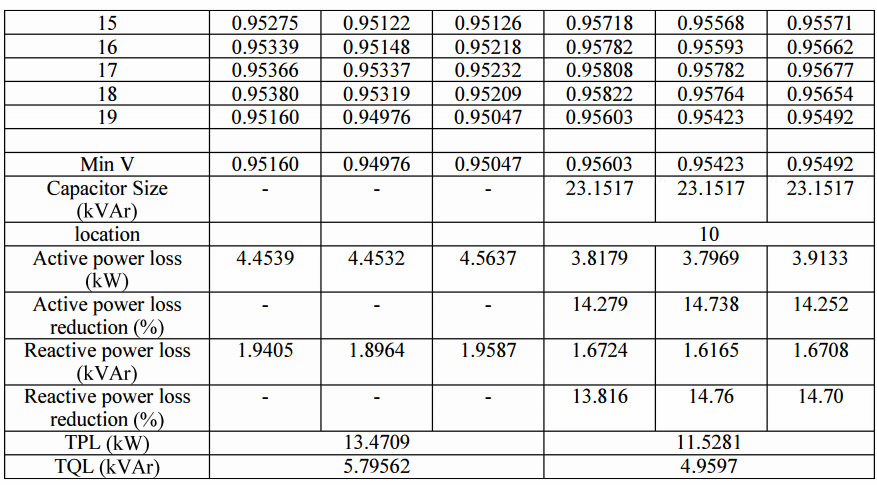 15 0.95275 0.95122 0.95126 0.95718 0.95568 0.95571
16 0.95339 0.95148 0.95218 0.95782 0.95593 0.95662
17 0.95366 0.95337 0.95232 0.95808 0.95782 0.95677
18 0.95380 0.95319 0.95209 0.95822 0.95764 0.95654
19 0.95160 0.94976 0.95047 0.95603 0.95423 0.95492
Min V 0.95160 0.94976 0.95047 0.95603 0.95423 0.95492
Capacitor Size - - - 23.1517 23.1517 23.1517
(kVAr)
location 10
Active power loss 4.4539 4.4532 4.5637 3.8179 3.7969 3.9133
(kW)
Active power loss - - - 14.279 14.738 14.252
reduction (%)
Reactive power loss 1.9405 1.8964 1.9587 1.6724 1.6165 1.6708
(kVAr)
Reactive power loss - - - 13.816 14.76 14.70
reduction (%)
TPL (kW) 13.4709 11.5281
TQL (kVAr) 5.79562 4.9597